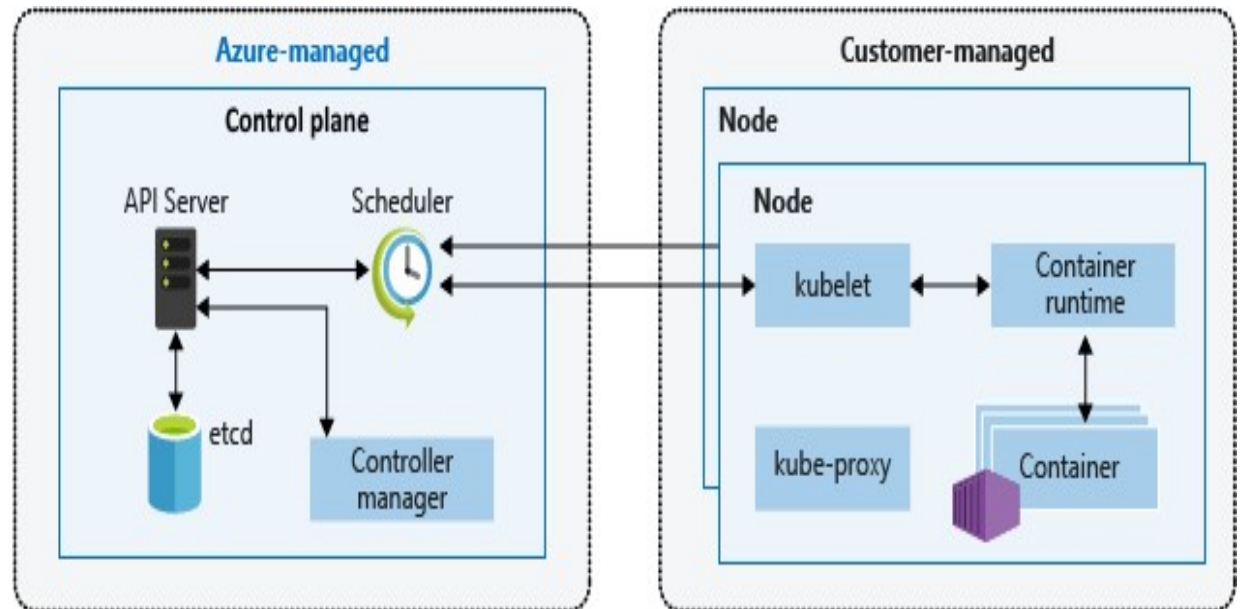 Azure-managed
Control plane
API Server
Scheduler
etcd
Controller
manager
Customer-managed
Node
Node
kubelet
Container
runtime
kube-proxy
Container